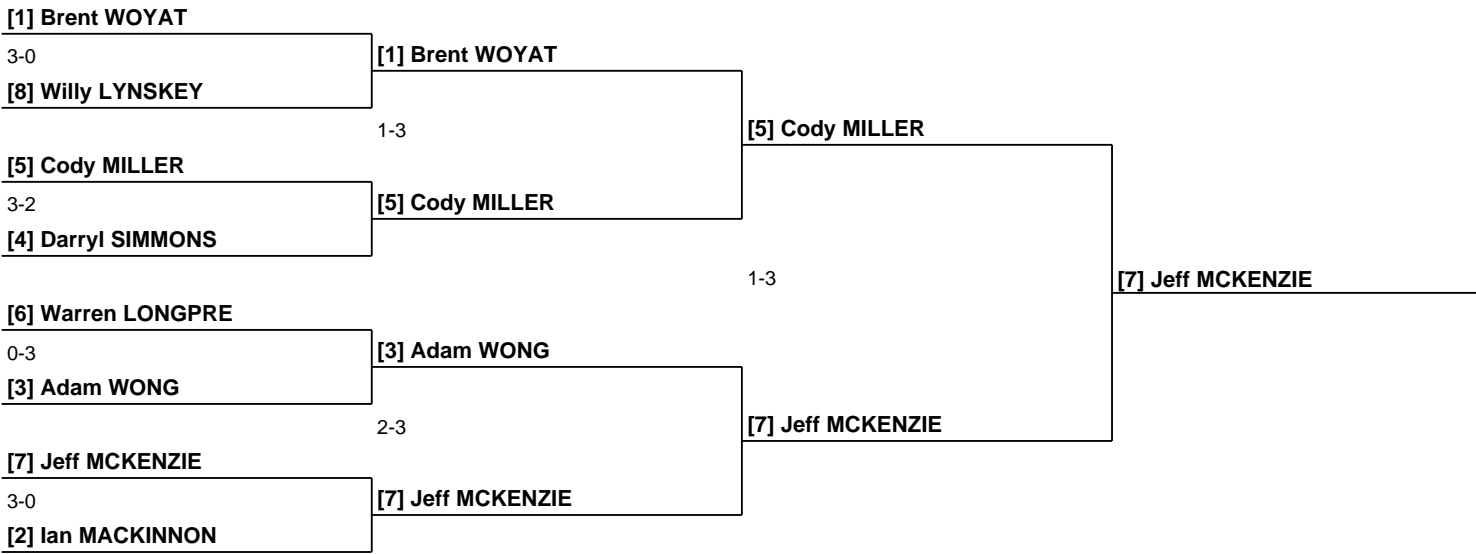 [1] Brent WOYAT
3-0
[8] Willy LYNSKEY
[1] Brent WOYAT
1-3
[5] Cody MILLER
[5] Cody MILLER
3-2
[4] Darryl SIMMONS
[5] Cody MILLER
1-3
[7] Jeff MCKENZIE
[6] Warren LONGPRE
0-3
[3] Adam WONG
[3] Adam WONG
2-3
[7] Jeff MCKENZIE
[7] Jeff MCKENZIE
3-0
[2] Ian MACKINNON
[7] Jeff MCKENZIE